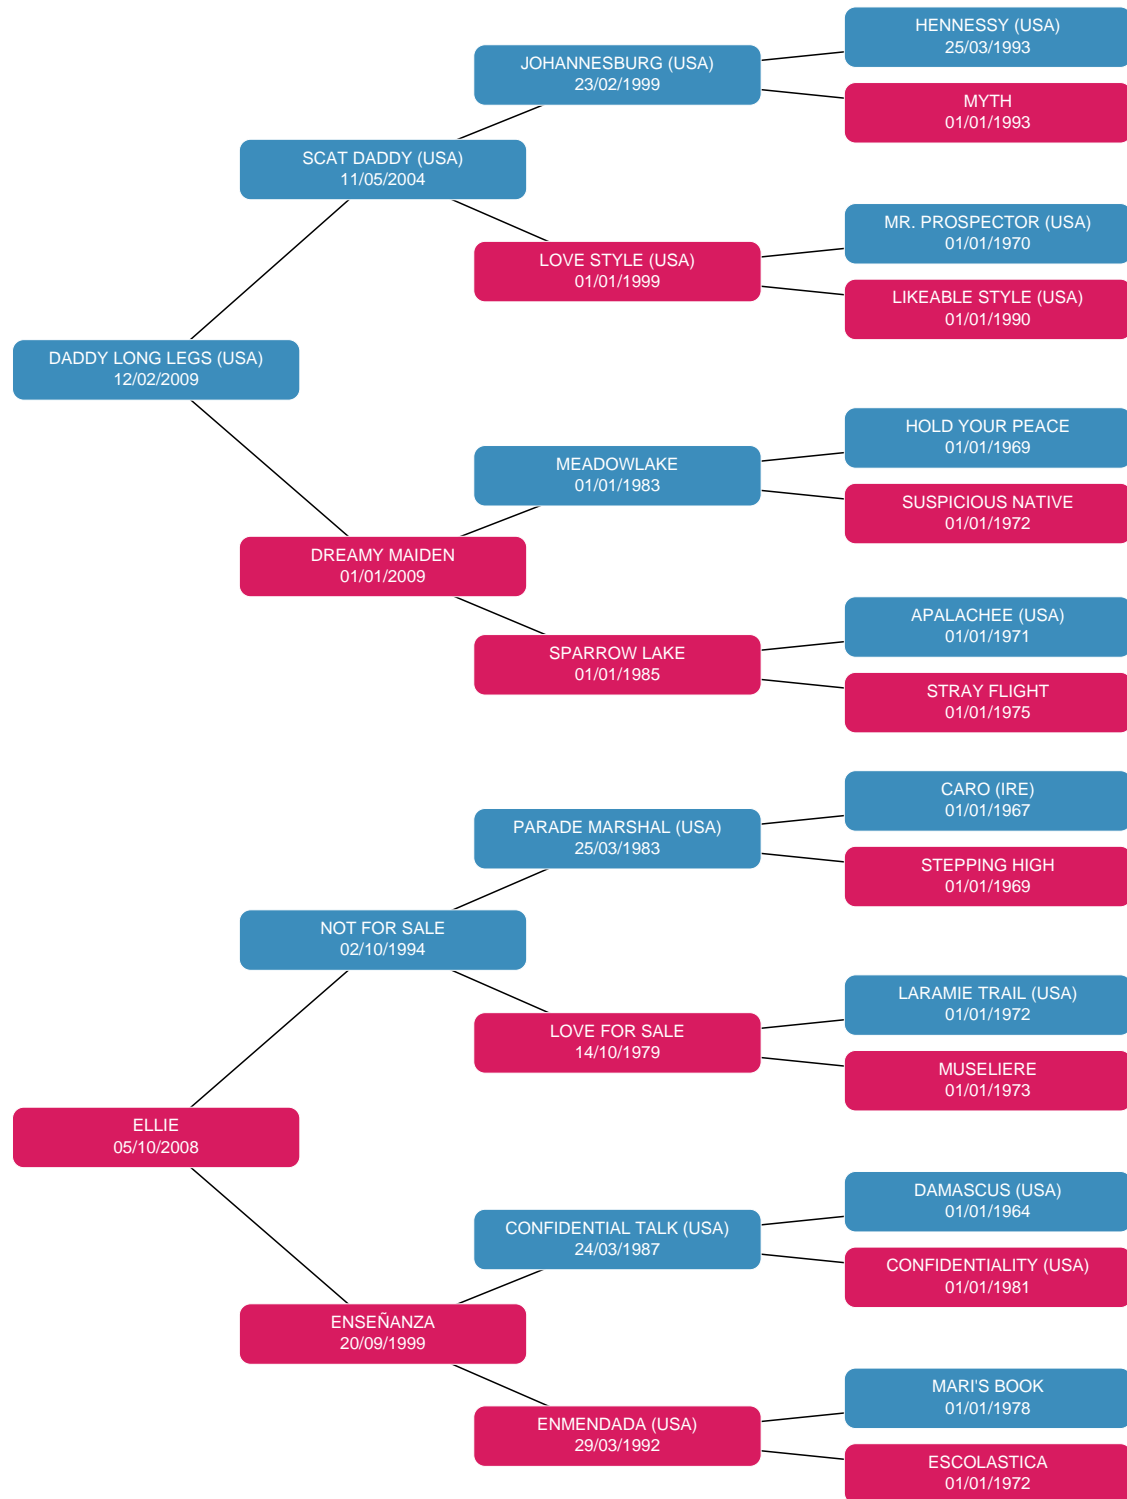 HENNESSY (USA)
25/03/1993
JOHANNESBURG (USA)
23/02/1999
MYTH
01/01/1993
SCAT DADDY (USA)
11/05/2004
MR. PROSPECTOR (USA)
01/01/1970
LOVE STYLE (USA)
01/01/1999
LIKEABLE STYLE (USA)
01/01/1990
DADDY LONG LEGS (USA)
12/02/2009
HOLD YOUR PEACE
01/01/1969
MEADOWLAKE
01/01/1983
SUSPICIOUS NATIVE
01/01/1972
DREAMY MAIDEN
01/01/2009
APALACHEE (USA)
01/01/1971
SPARROW LAKE
01/01/1985
STRAY FLIGHT
01/01/1975
CARO (IRE)
01/01/1967
PARADE MARSHAL (USA)
25/03/1983
STEPPING HIGH
01/01/1969
NOT FOR SALE
02/10/1994
LARAMIE TRAIL (USA)
01/01/1972
LOVE FOR SALE
14/10/1979
MUSELIERE
01/01/1973
ELLIE
05/10/2008
DAMASCUS (USA)
01/01/1964
CONFIDENTIAL TALK (USA)
24/03/1987
CONFIDENTIALITY (USA)
01/01/1981
ENSEÑANZA
20/09/1999
MARI'S BOOK
01/01/1978
ENMENDADA (USA)
29/03/1992
ESCOLASTICA
01/01/1972